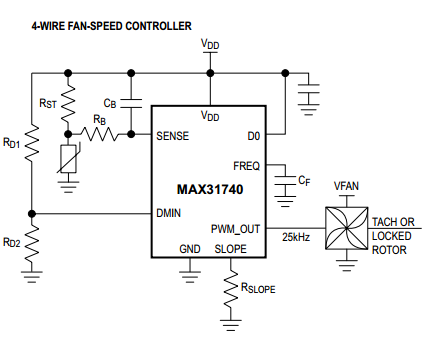 4-WIRE FAN-SPEED CONTROLLER
VDD
RST
CB
RB
RD1
VDD
SENSE
D0
FREQ
CF
MAX31740
VFAN
DMIN
PWM_OUT
25kHz
TACH OR
LOCKED
ROTOR
RD2
GND
SLOPE
RSLOPE